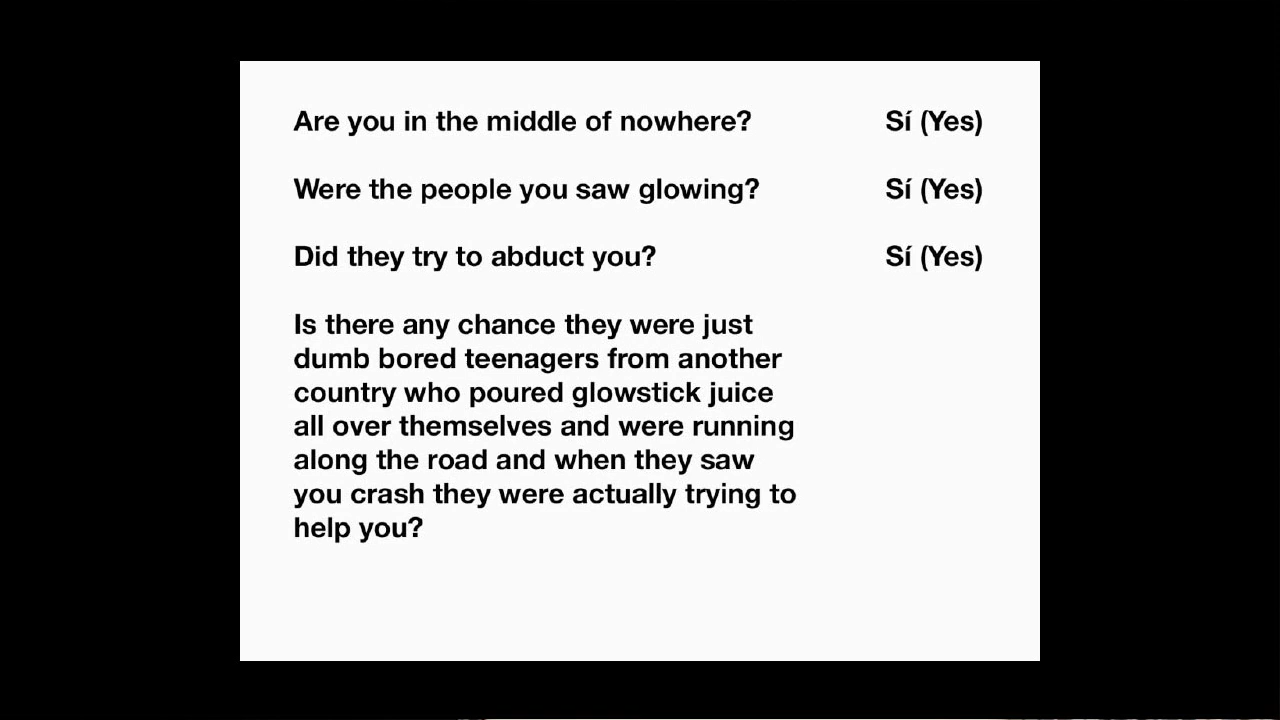 Are you in the middle of nowhere? Sí (Yes)
Were the people you saw glowing? Sí (Yes)
Did they try to abduct you? Sí (Yes)
Is there any chance they were just
dumb bored teenagers from another
country who poured glowstick juice
all over themselves and were running
along the road and when they saw
you crash they were actually trying to
help you?